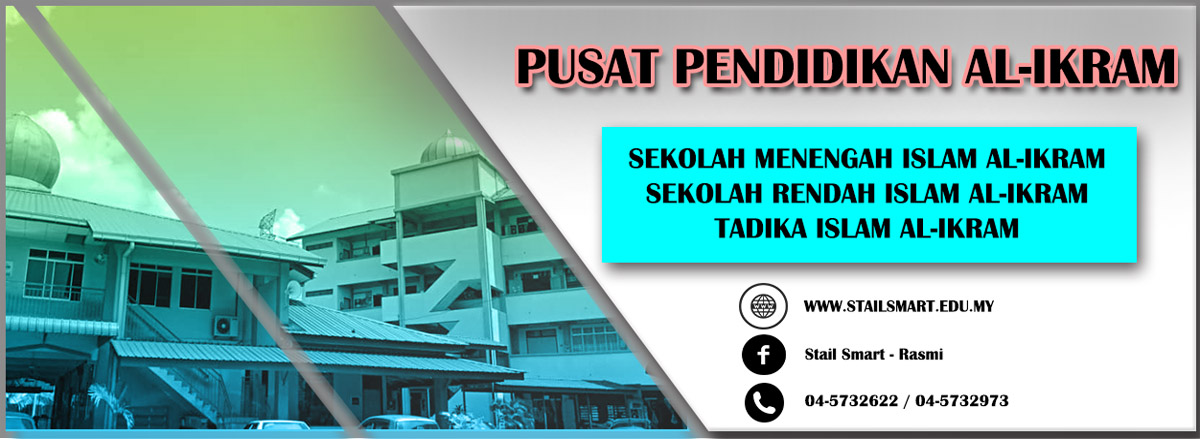 PUSAT PENDIDIKAN AL-IKRAM
SEKOLAH MENENGAH ISLAM AL-IKRAM
SEKOLAH RENDAH ISLAM AL-IKRAM
TADIKA ISLAM AL-IKRAM
WWW.STAILSMART.EDU.MY
Stail Smart - Rasmi
04-5732622 / 04-5732973